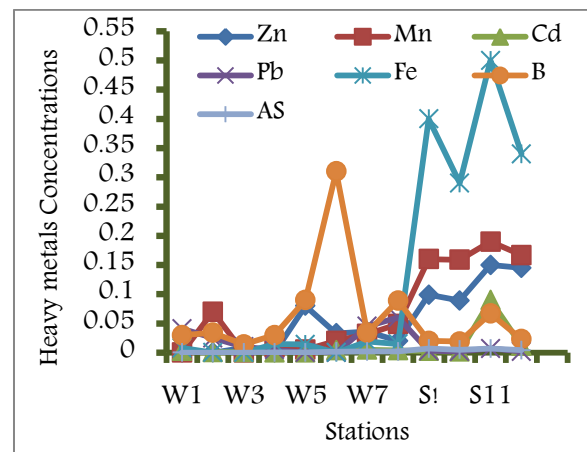 Zn Mn Cd
Pb Fe B
AS
Heavy metals Concentrations
0.55
0.5
0.45
0.4
0.35
0.3
0.25
0.2
0.15
0.1
0.05
0
W1 W3 W5 W7 S! S11
Stations